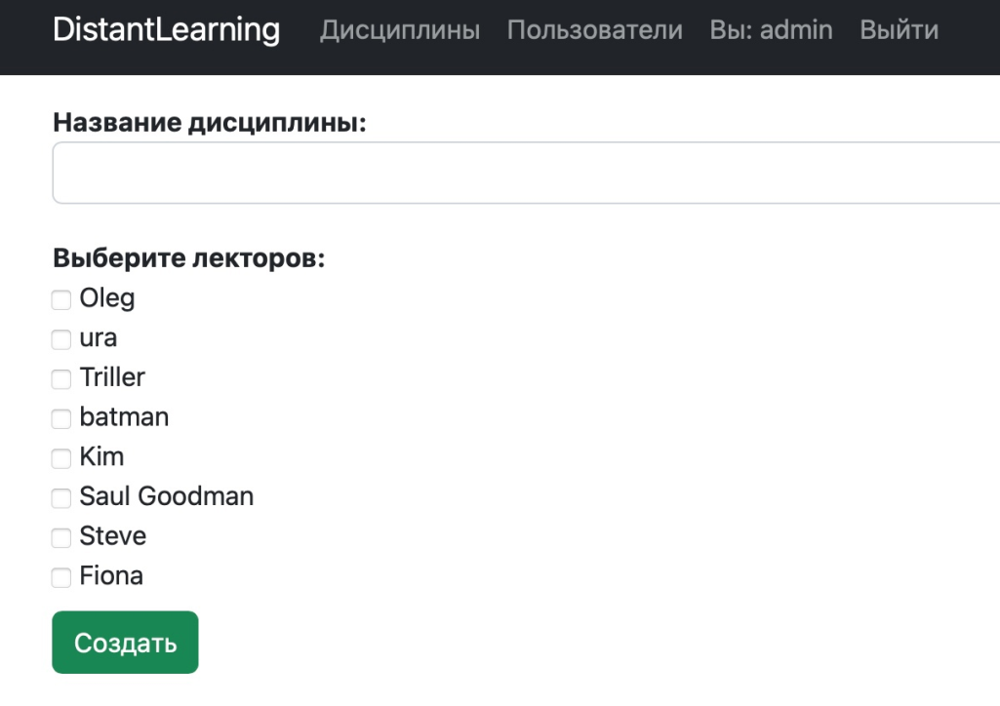 DistantLearning Дисциплины Пользователи Вы: admin Выйти
Название дисциплины:
Выберите лекторов:
Oleg
ura
Triller
batman
Kim
Saul Goodman
Steve
Fiona
Создать